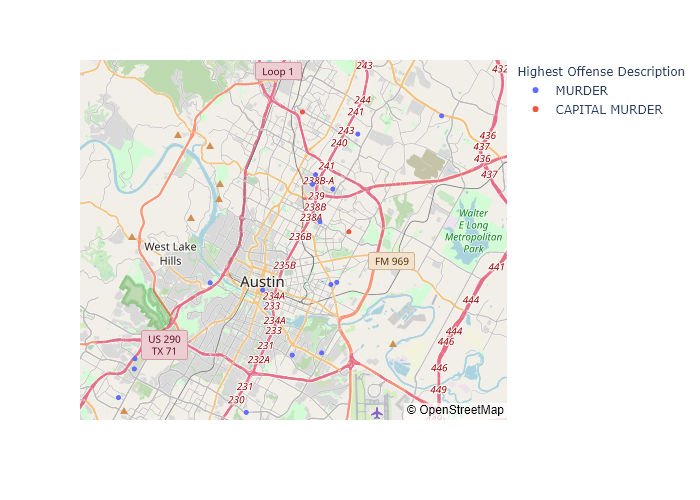 Highest Offense Description
MURDER
CAPITAL MURDER
Loop 1
243
432
244
241
243
240
436
437
436
437
241
238B-A
239
238B
238A
236B
Walter
E Long
Metropolitan
Park
West Lake
Hills
FM 969
235B
441
Austin
234A
233
444
234A
233
444
446
US 290
TX 71
231
232A
446
231
230
449
© OpenStreetMap